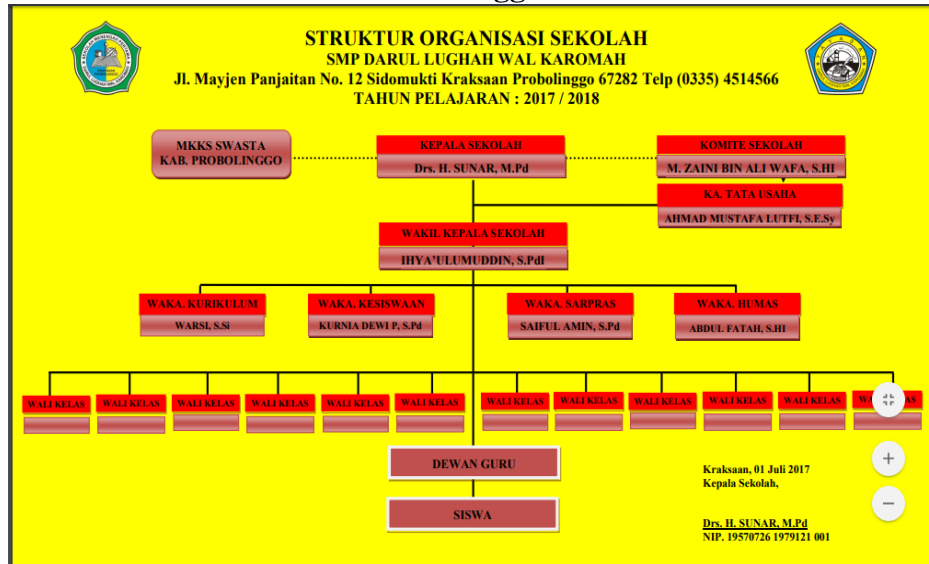 STRUKTUR ORGANISASI SEKOLAH
SMP DARUL LUGHAH WAL KAROMAH
Jl. Mayjen Panjaitan No. 12 Sidomukti Kraksaan Probolinggo 67282 Telp (0335) 4514566
TAHUN PELAJARAN : 2017 / 2018
MKKS SWASTA
KAB. PROBOLINGGO
KEPALA SEKOLAH
Drs. H. SUNAR, M.Pd
KOMITE SEKOLAH
M. ZAINI BIN ALI WAFA, S.HI
KA. TATA USAHA
AHMAD MUSTAFA LUTFI, S.E.Sy
WAKIL KEPALA SEKOLAH
IHYA'ULUMUDDIN, S.PdI
WAKA. KURIKULUM
WARSI, S.Si
WAKA. KESISWAAN
KURNIA DEWI P, S.Pd
WAKA. SARPRAS
SAIFUL AMIN, S.Pd
WAKA. HUMAS
ABDUL FATAH, S.HI
WALI KELAS
WALI KELAS
WALI KELAS
WALI KELAS
WALI KELAS
WALI KELAS
WALI KELAS
WALI KELAS
WALI KELAS
WALI KELAS
WALI KELAS
DEWAN GURU
SISWA
Kraksaan, 01 Juli 2017
Kepala Sekolah,
Drs. H. SUNAR, M.Pd
NIP. 19570726 1979121 001